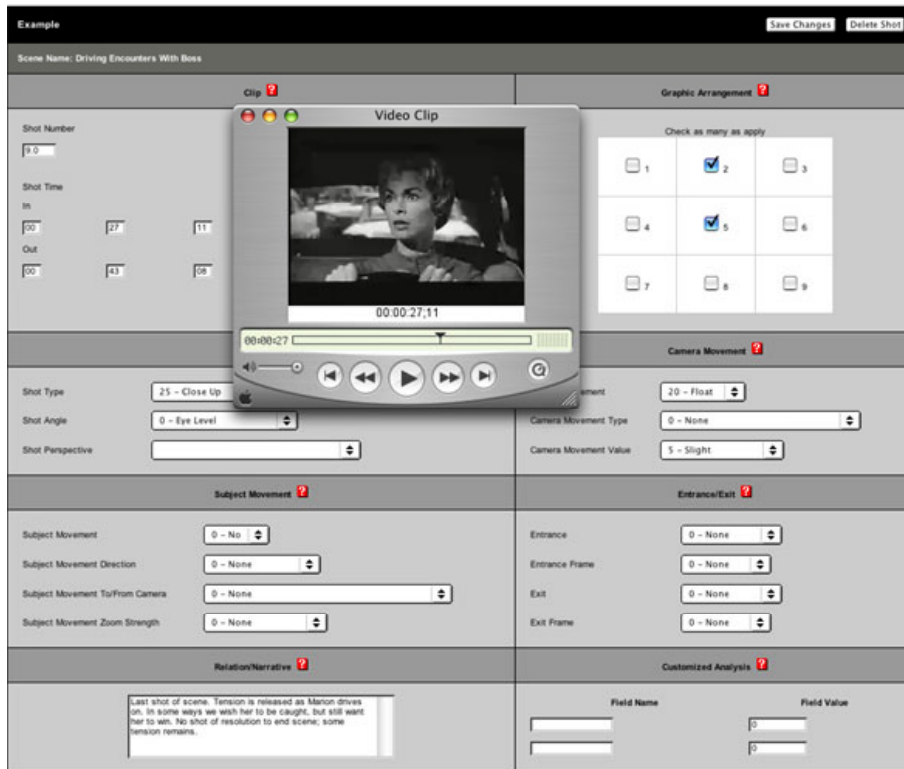 Example
Save Changes
Delete Shot
Scene Name: Driving Encounters With Boss
Clip ?
Graphic Arrangement ?
Video Clip
Shot Number
9.0
Shot Time
In
00 27 11
Out
00 43 08
00:00:27;11
00:00:27
Check as many as apply
1 2 3
4 5 6
7 8 9
Camera Movement ?
Shot Type 25 - Close Up
Shot Angle 0 - Eye Level
Shot Perspective
20 - Float
Camera Movement Type 0 - None
Camera Movement Value 5 - Slight
Subject Movement ?
Subject Movement 0 - No
Subject Movement Direction 0 - None
Subject Movement To/From Camera 0 - None
Subject Movement Zoom Strength 0 - None
Entrance/Exit ?
Entrance 0 - None
Entrance Frame 0 - None
Exit 0 - None
Exit Frame 0 - None
Relation/Narrative ?
Last shot of scene. Tension is released as Marion drives
on. In some ways we wish her to be caught, but still want
her to win. No shot of resolution to end scene; some
tension remains.
Customized Analysis ?
Field Name Field Value
0
0